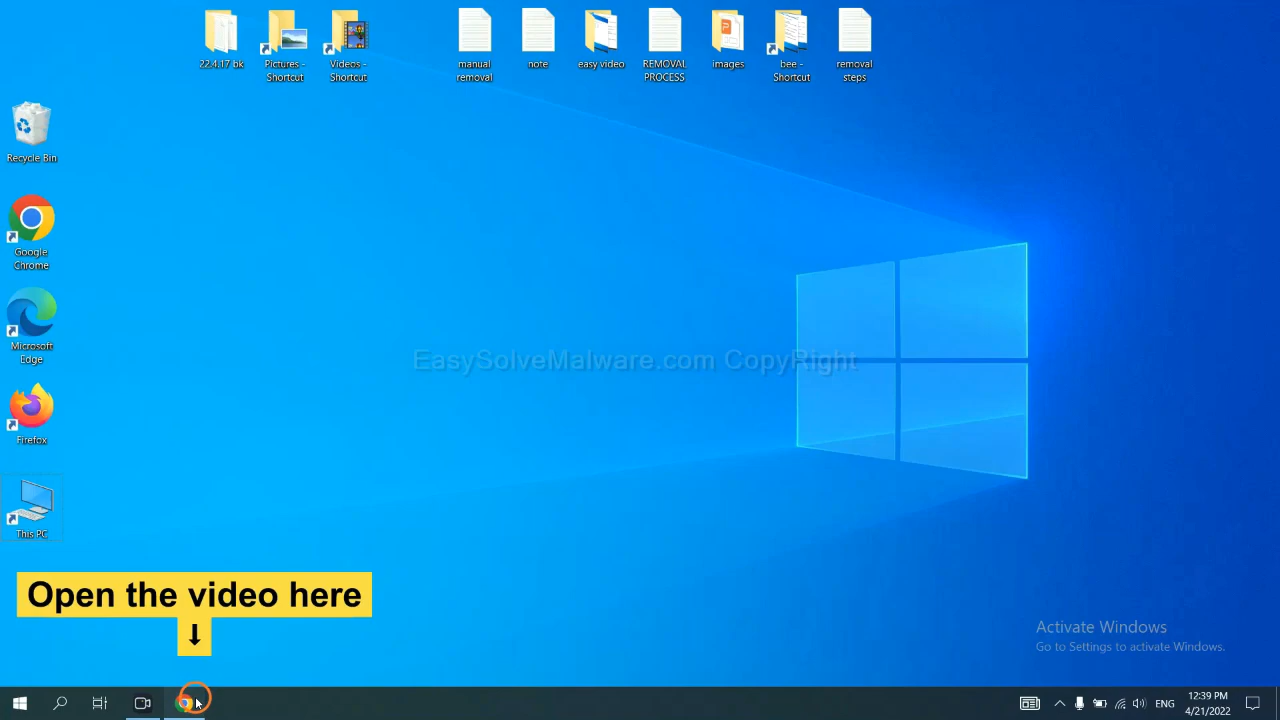 22.4.17 bk
Pictures -
Shortcut
Videos -
Shortcut
manual
removal
note
easy video
REMOVAL
PROCESS
images
bee -
Shortcut
removal
steps
Recycle Bin
Google
Chrome
Microsoft
Edge
Firefox
This PC
EasySolveMalware.com CopyRight
Open the video here
↓
Activate Windows
Go to Settings to activate Windows.
ENG
12:39 PM
4/21/2022